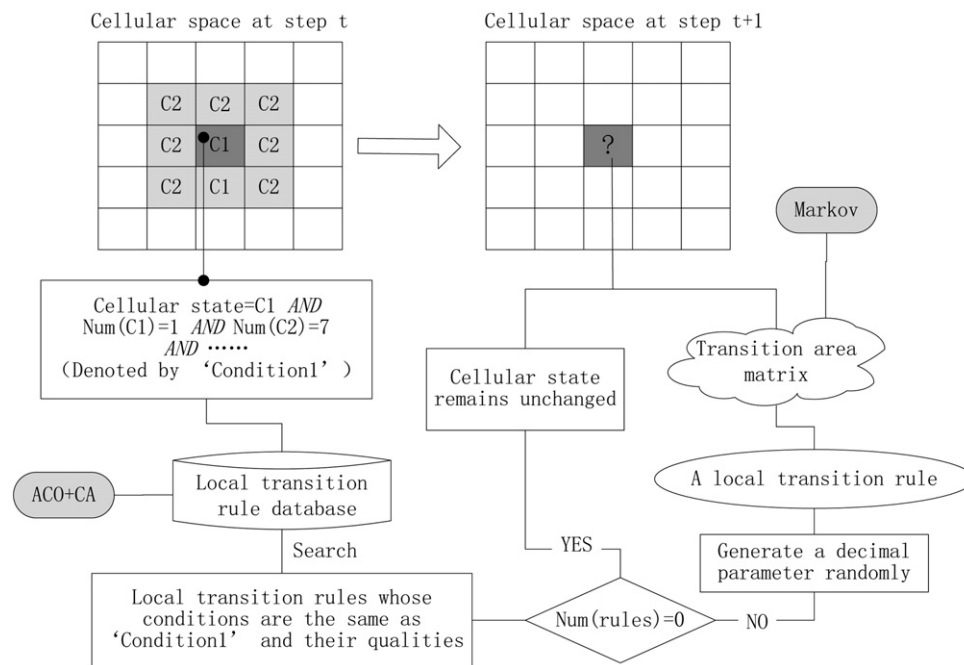 Cellular space at step t
Cellular space at step t+1
C2 C2 C2
C2 C1 C2
C2 C1 C2
?
Markov
Cellular state=C1 AND
Num(C1)=1 AND Num(C2)=7
AND ……
(Denoted by ‘Condition1’)
Cellular state
remains unchanged
Transition area
matrix
ACO+CA
Local transition
rule database
A local transition rule
Search
YES
Generate a decimal
parameter randomly
Local transition rules whose
conditions are the same as
‘Condition1’ and their qualities
Num(rules)=0
NO